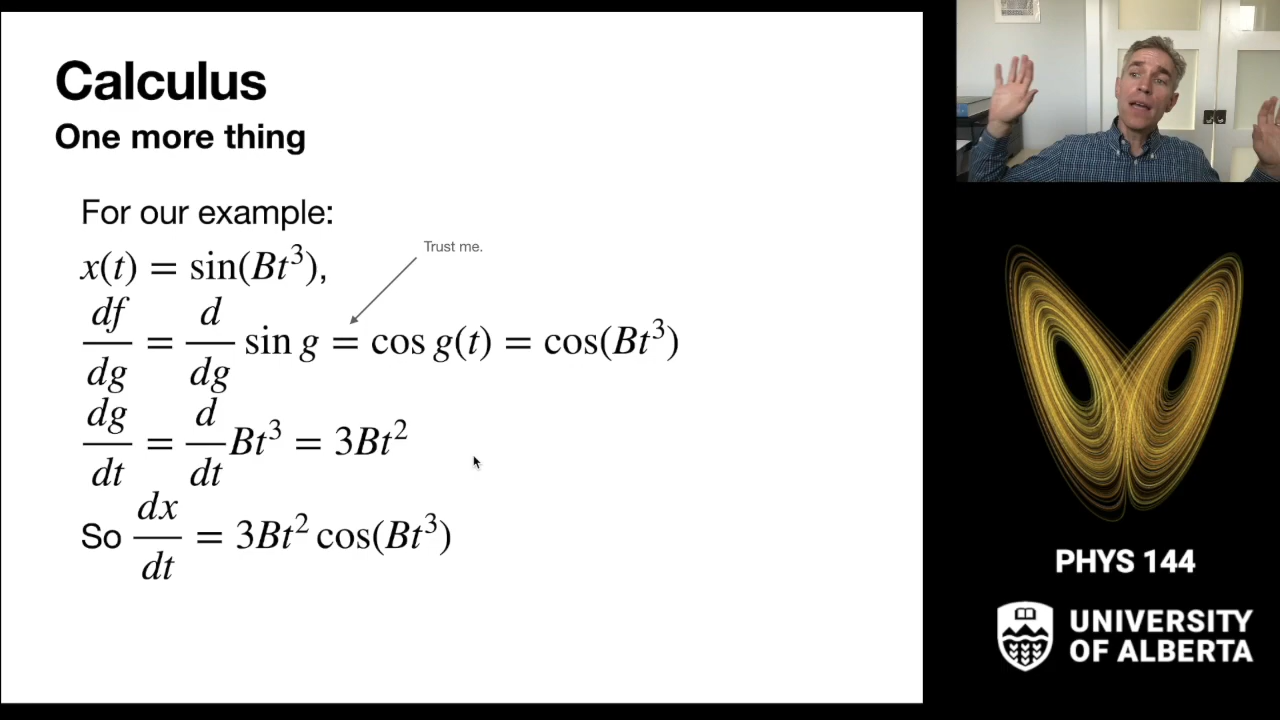 Calculus
One more thing
For our example:
Trust me.
x(t) = sin(Bt³),
df/dg = d/dg sin g = cos g(t) = cos(Bt³)
dg/dt = d/dt Bt³ = 3Bt²
So dx/dt = 3Bt² cos(Bt³)
PHYS 144
UNIVERSITY
OF ALBERTA